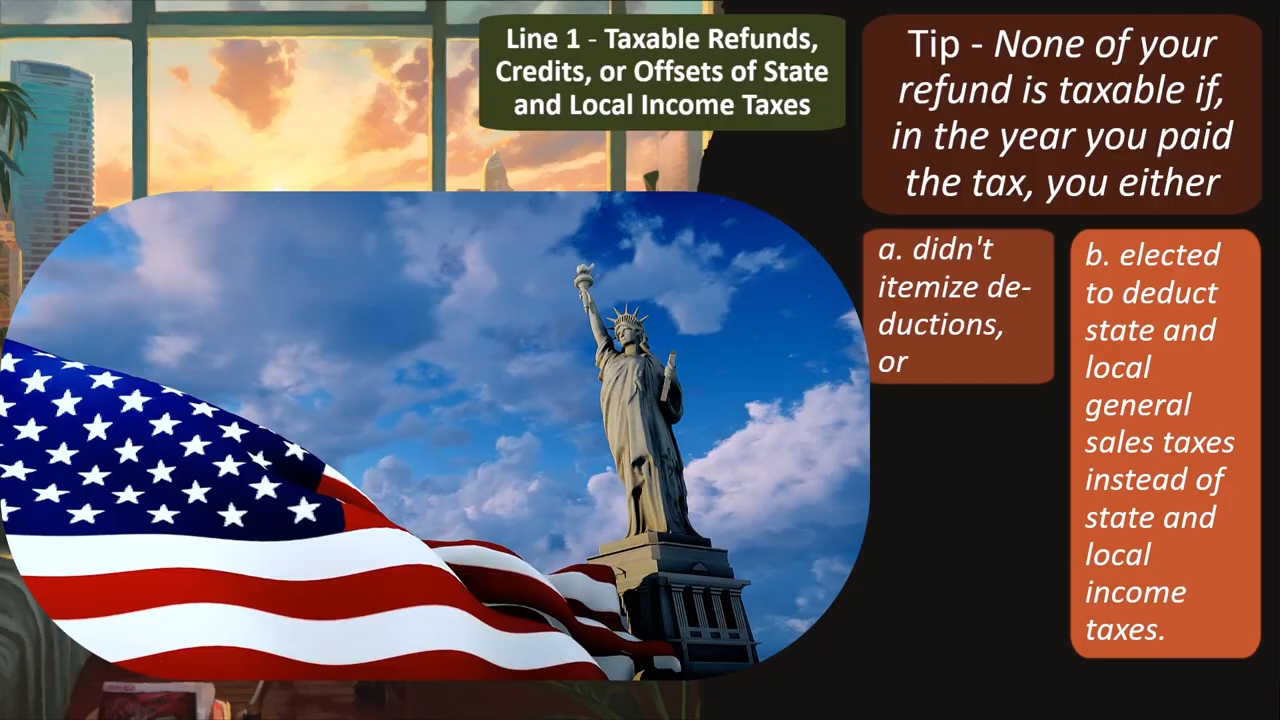 Line 1 - Taxable Refunds,
Credits, or Offsets of State
and Local Income Taxes
Tip - None of your
refund is taxable if,
in the year you paid
the tax, you either
a. didn't
itemize de-
ductions,
or
b. elected
to deduct
state and
local
general
sales taxes
instead of
state and
local
income
taxes.